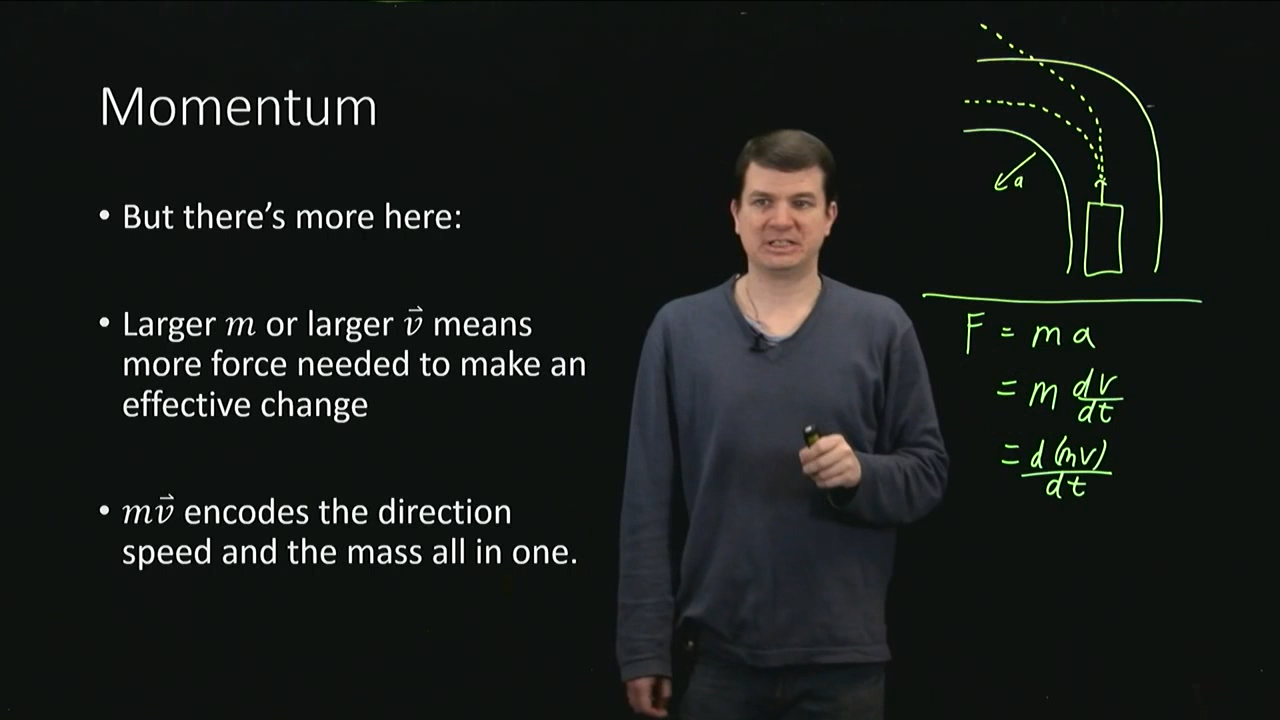 Momentum
• But there's more here:
• Larger 𝑚 or larger 𝑣⃗ means
more force needed to make an
effective change
• 𝑚𝑣⃗ encodes the direction
speed and the mass all in one.
a
F = m a
= m dv/dt
= d(mv)/dt